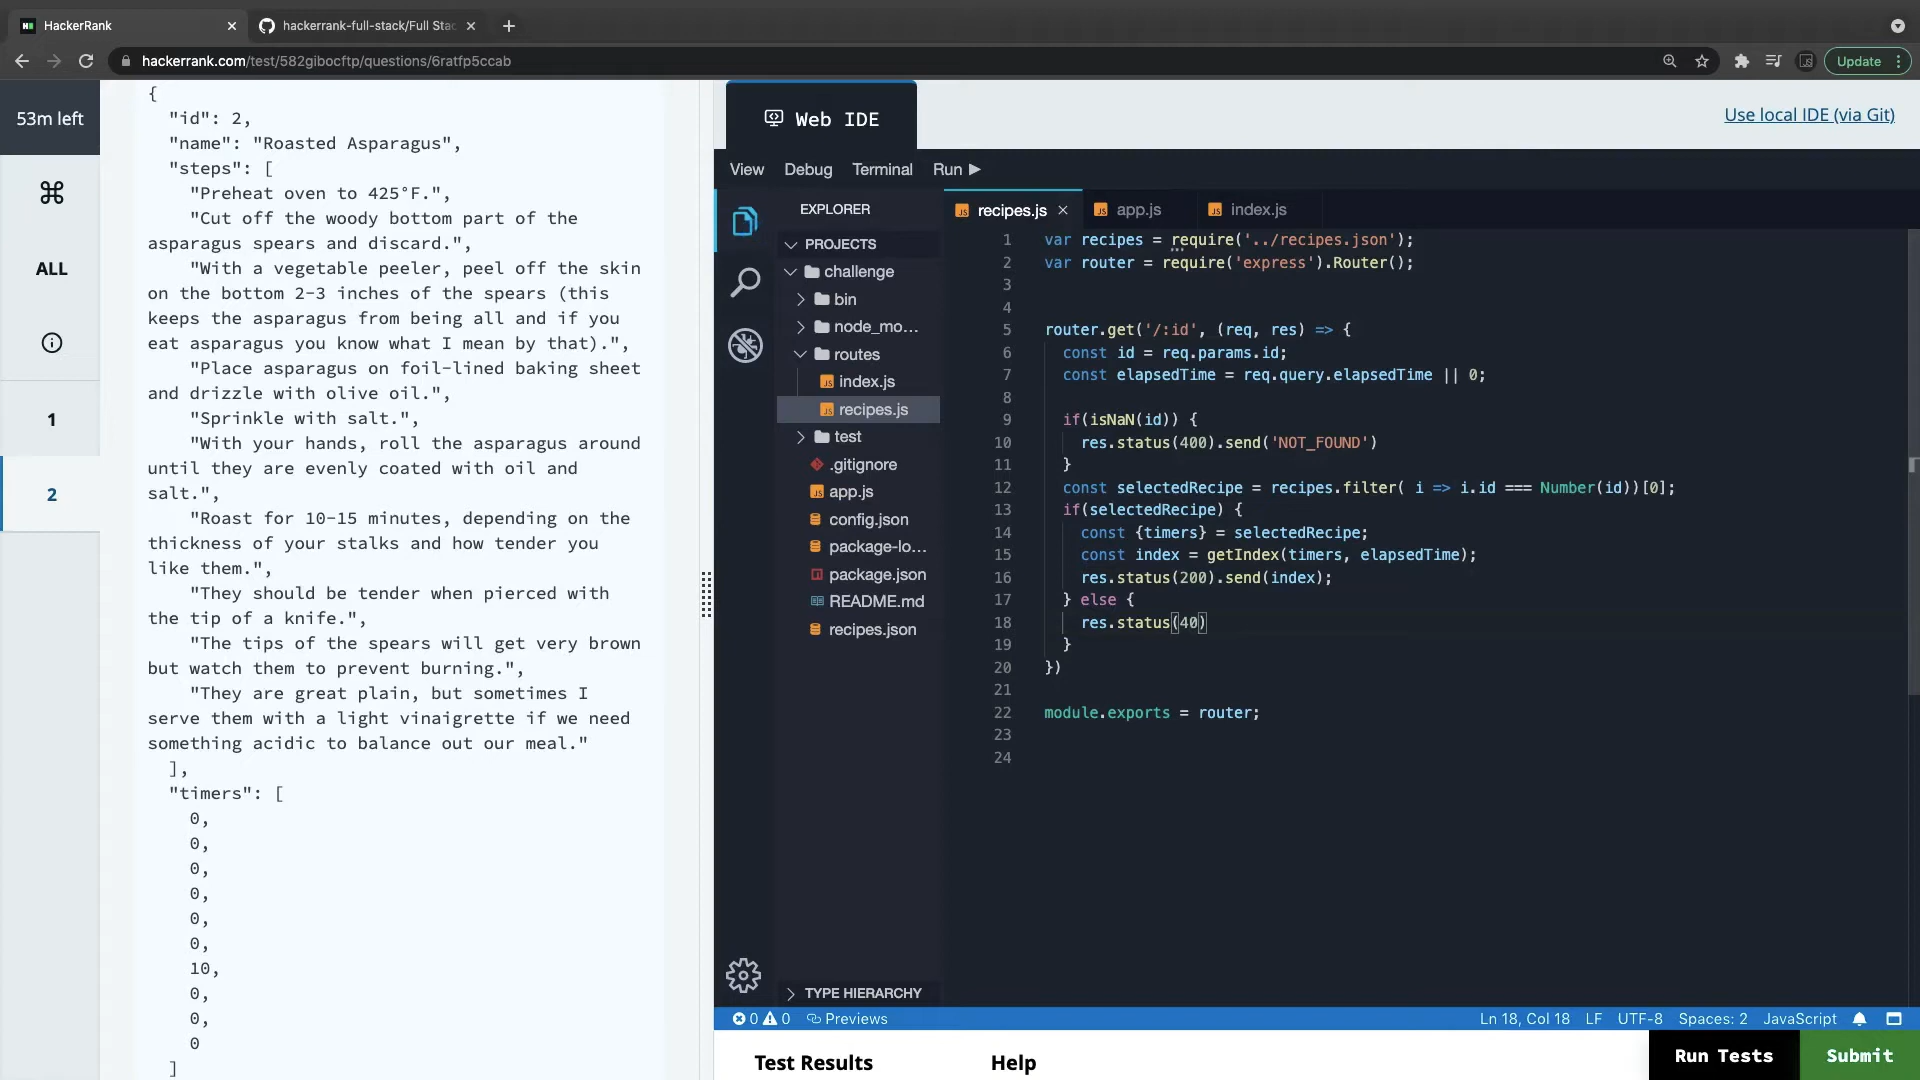 HackerRank
hackerrank-full-stack/Full Stac
hackerrank.com/test/582gibocftp/questions/6ratfp5ccab
Update
53m left
ALL
1
2
{
"id": 2,
"name": "Roasted Asparagus",
"steps": [
"Preheat oven to 425°F.",
"Cut off the woody bottom part of the
asparagus spears and discard.",
"With a vegetable peeler, peel off the skin
on the bottom 2-3 inches of the spears (this
keeps the asparagus from being all and if you
eat asparagus you know what I mean by that).",
"Place asparagus on foil-lined baking sheet
and drizzle with olive oil.",
"Sprinkle with salt.",
"With your hands, roll the asparagus around
until they are evenly coated with oil and
salt.",
"Roast for 10-15 minutes, depending on the
thickness of your stalks and how tender you
like them.",
"They should be tender when pierced with
the tip of a knife.",
"The tips of the spears will get very brown
but watch them to prevent burning.",
"They are great plain, but sometimes I
serve them with a light vinaigrette if we need
something acidic to balance out our meal."
],
"timers": [
0,
0,
0,
0,
0,
0,
10,
0,
0,
0
]
Web IDE
Use local IDE (via Git)
View Debug Terminal Run
EXPLORER
PROJECTS
challenge
bin
node_mo...
routes
index.js
recipes.js
test
.gitignore
app.js
config.json
package-lo...
package.json
README.md
recipes.json
TYPE HIERARCHY
recipes.js app.js index.js
1 var recipes = require('../recipes.json');
2 var router = require('express').Router();
3
4
5 router.get('/:id', (req, res) => {
6 const id = req.params.id;
7 const elapsedTime = req.query.elapsedTime || 0;
8
9 if(isNaN(id)) {
10 res.status(400).send('NOT_FOUND')
11 }
12 const selectedRecipe = recipes.filter( i => i.id === Number(id))[0];
13 if(selectedRecipe) {
14 const {timers} = selectedRecipe;
15 const index = getIndex(timers, elapsedTime);
16 res.status(200).send(index);
17 } else {
18 res.status(40)
19 }
20 })
21
22 module.exports = router;
23
24
0 0 Previews
Ln 18, Col 18 LF UTF-8 Spaces: 2 JavaScript
Test Results Help
Run Tests Submit